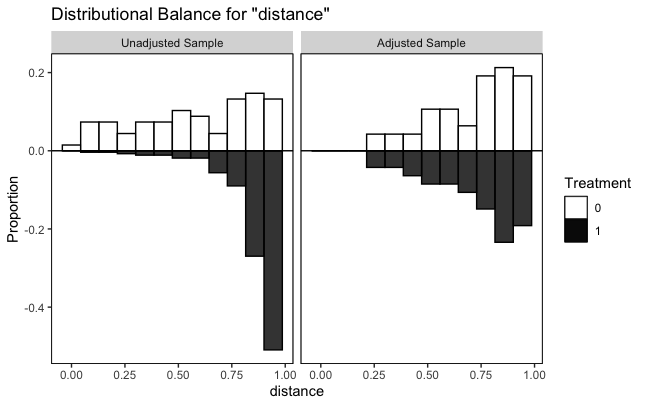 Distributional Balance for "distance"
Unadjusted Sample
Adjusted Sample
Proportion
0.2
0.0
-0.2
-0.4
0.00 0.25 0.50 0.75 1.00
0.00 0.25 0.50 0.75 1.00
distance
Treatment
0
1